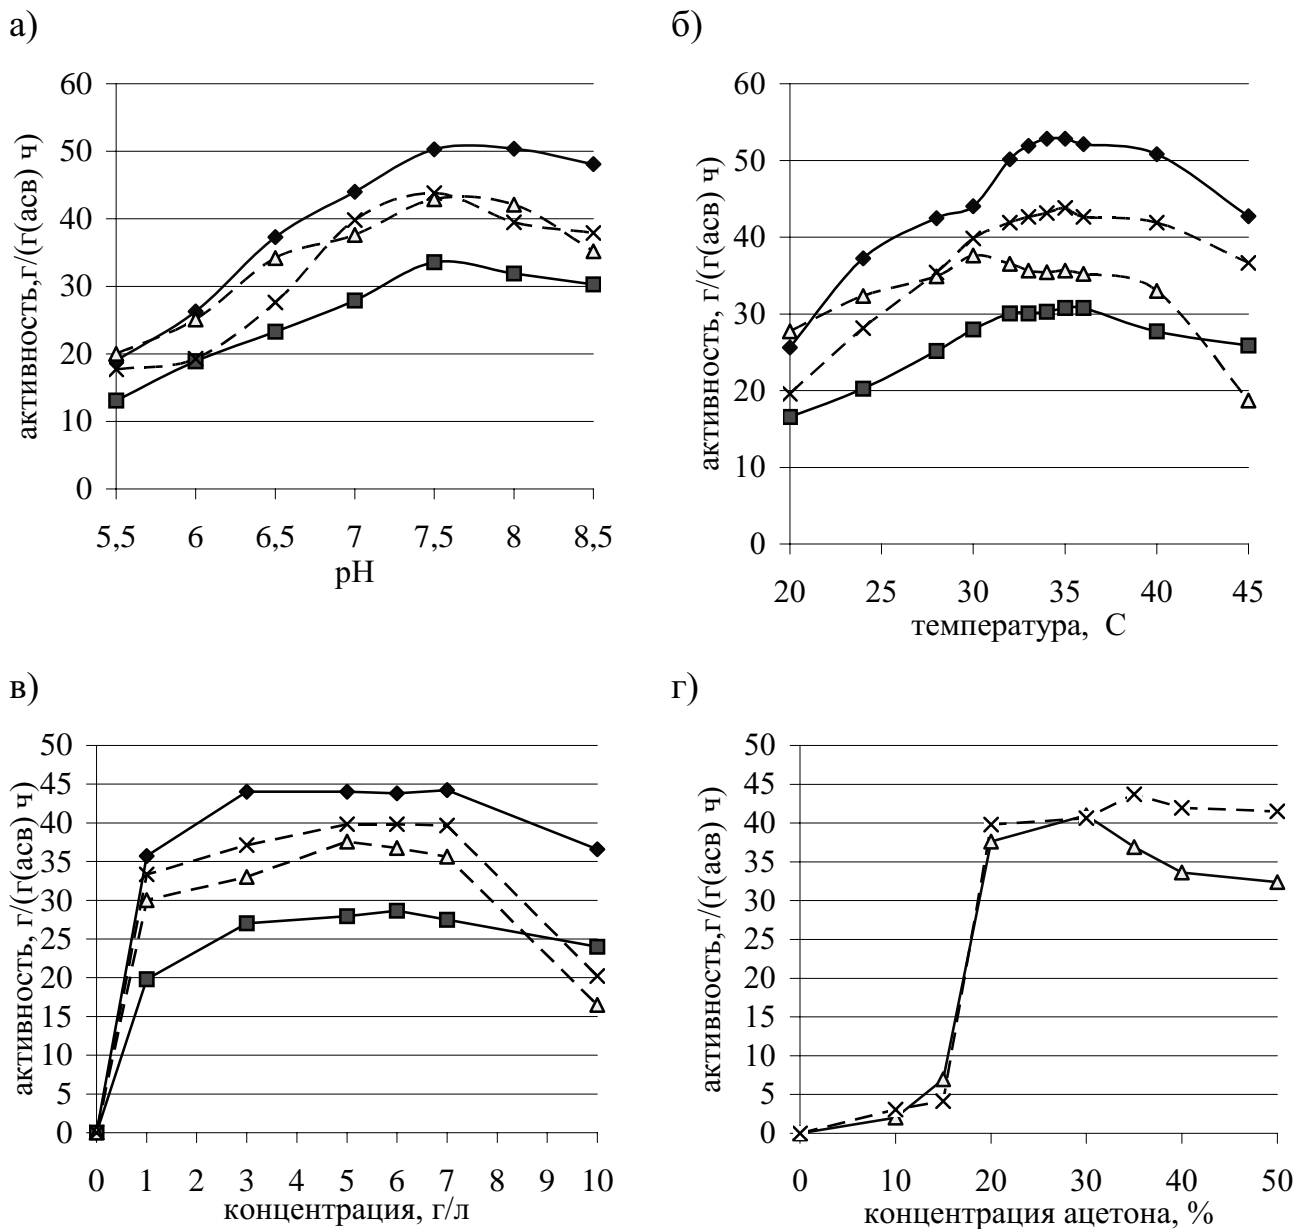 а)
60
50
40
30
20
10
0
активность,г/(г(асв) ч)
5,5 6 6,5 7 7,5 8 8,5
pH
б)
60
50
40
30
20
10
0
активность, г/(г(асв) ч)
20 25 30 35 40 45
температура, С
в)
50
45
40
35
30
25
20
15
10
5
0
активность, г/(г(асв) ч)
0 1 2 3 4 5 6 7 8 9 10
концентрация, г/л
г)
50
45
40
35
30
25
20
15
10
5
0
активность,г/(г(асв) ч)
0 10 20 30 40 50
концентрация ацетона, %